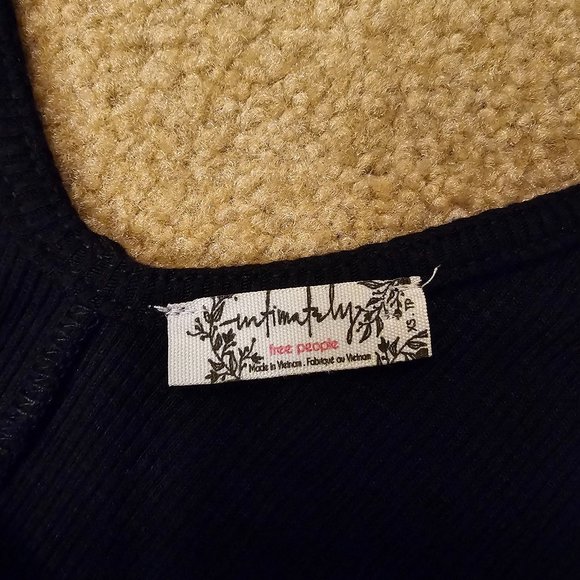 intimately
free people
Made in Vietnam . Fabriqué au Vietnam
XS . TP